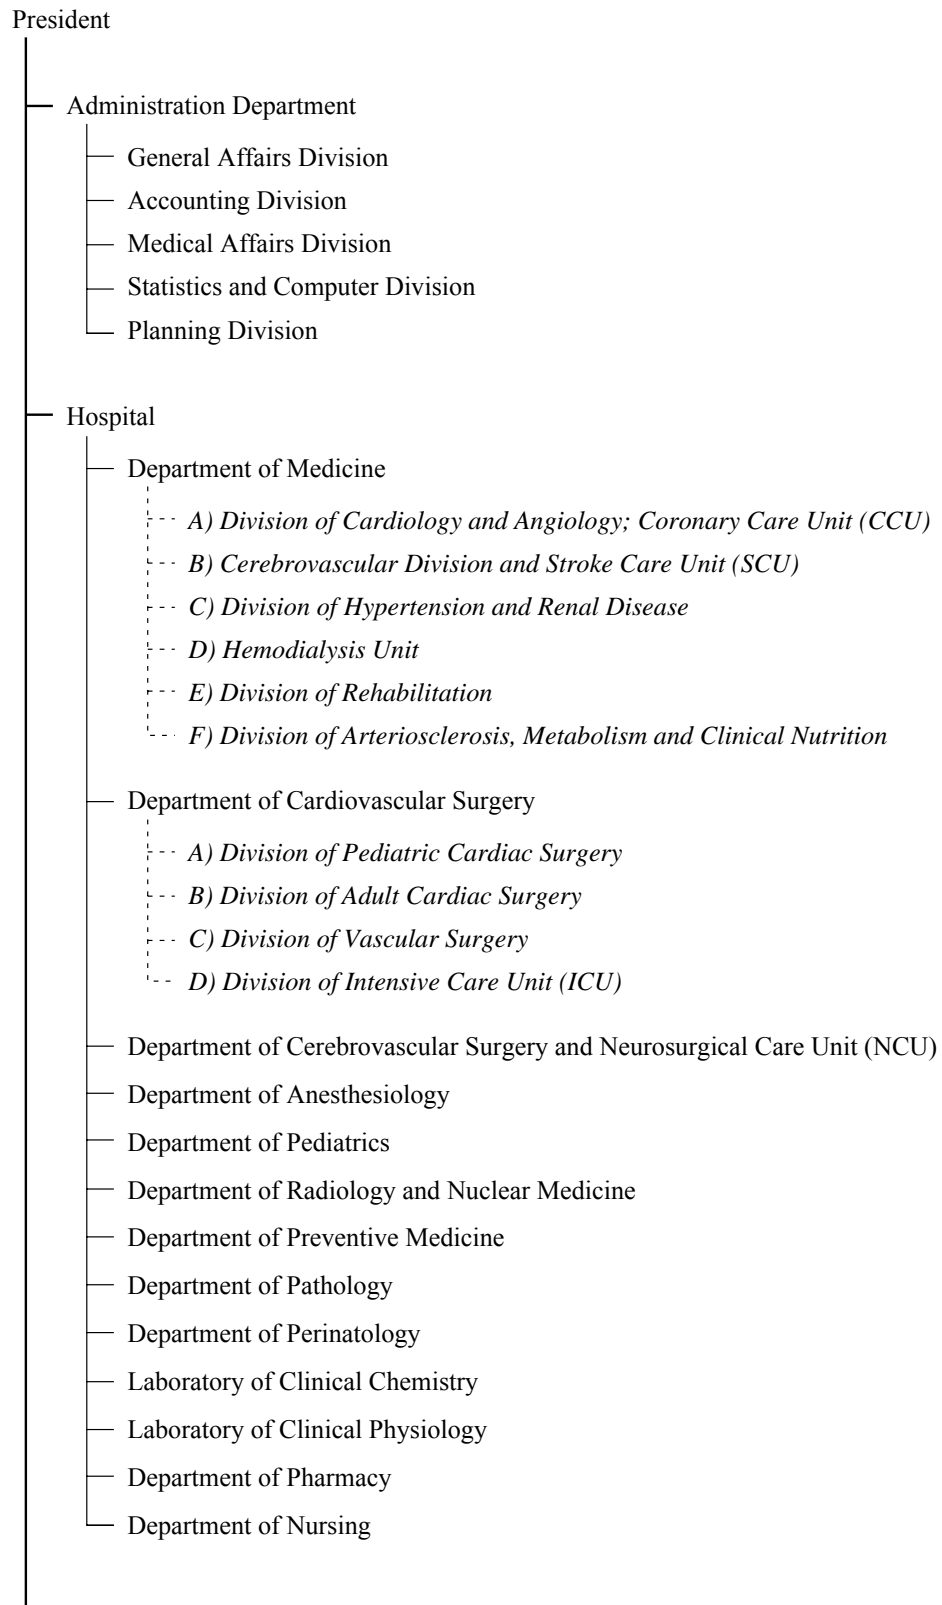 President
Administration Department
General Affairs Division
Accounting Division
Medical Affairs Division
Statistics and Computer Division
Planning Division
Hospital
Department of Medicine
A) Division of Cardiology and Angiology; Coronary Care Unit (CCU)
B) Cerebrovascular Division and Stroke Care Unit (SCU)
C) Division of Hypertension and Renal Disease
D) Hemodialysis Unit
E) Division of Rehabilitation
F) Division of Arteriosclerosis, Metabolism and Clinical Nutrition
Department of Cardiovascular Surgery
A) Division of Pediatric Cardiac Surgery
B) Division of Adult Cardiac Surgery
C) Division of Vascular Surgery
D) Division of Intensive Care Unit (ICU)
Department of Cerebrovascular Surgery and Neurosurgical Care Unit (NCU)
Department of Anesthesiology
Department of Pediatrics
Department of Radiology and Nuclear Medicine
Department of Preventive Medicine
Department of Pathology
Department of Perinatology
Laboratory of Clinical Chemistry
Laboratory of Clinical Physiology
Department of Pharmacy
Department of Nursing